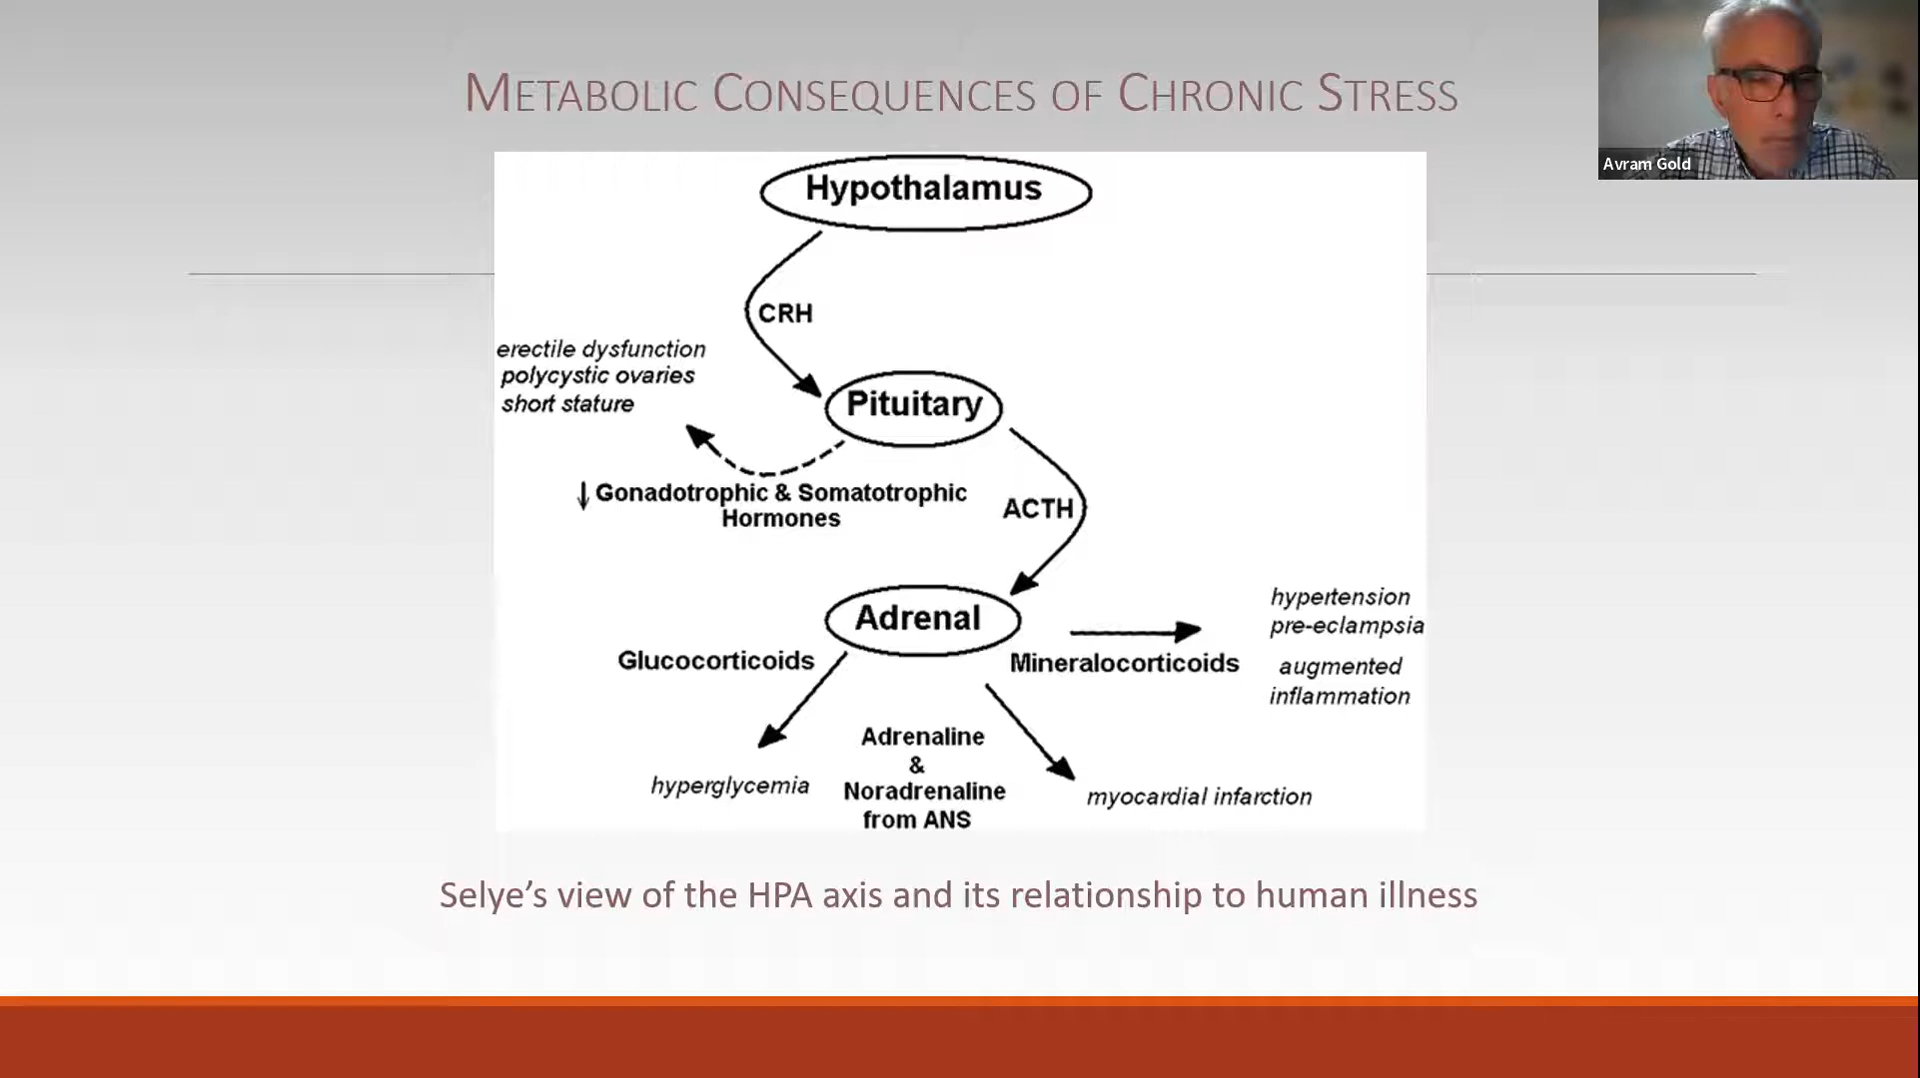 METABOLIC CONSEQUENCES OF CHRONIC STRESS
Avram Gold
Hypothalamus
CRH
erectile dysfunction
polycystic ovaries
short stature
Pituitary
↓ Gonadotrophic & Somatotrophic
Hormones
ACTH
Adrenal
hypertension
pre-eclampsia
augmented
inflammation
Glucocorticoids
Mineralocorticoids
Adrenaline
&
Noradrenaline
from ANS
hyperglycemia
myocardial infarction
Selye’s view of the HPA axis and its relationship to human illness